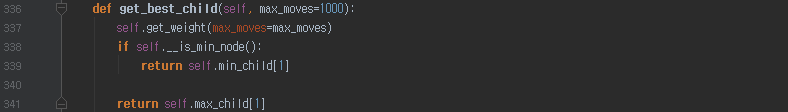 336 def get_best_child(self, max_moves=1000):
337 self.get_weight(max_moves=max_moves)
338 if self.__is_min_node():
339 return self.min_child[1]
340
341 return self.max_child[1]